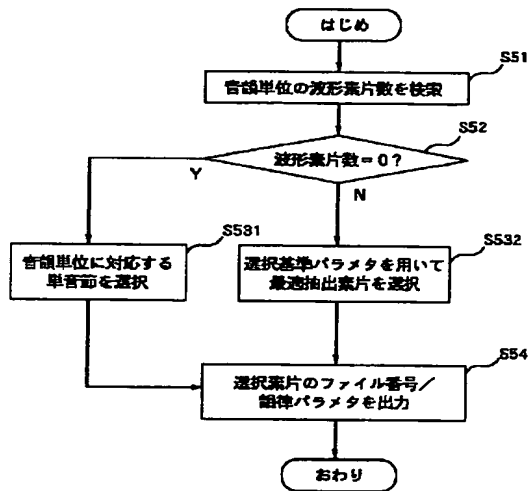 はじめ
S51
音韻単位の波形素片数を検索
S52
波形素片数=0?
Y
N
S531
音韻単位に対応する
単音節を選択
S532
選択基準パラメタを用いて
最適抽出素片を選択
S54
選択素片のファイル番号/
韻律パラメタを出力
おわり